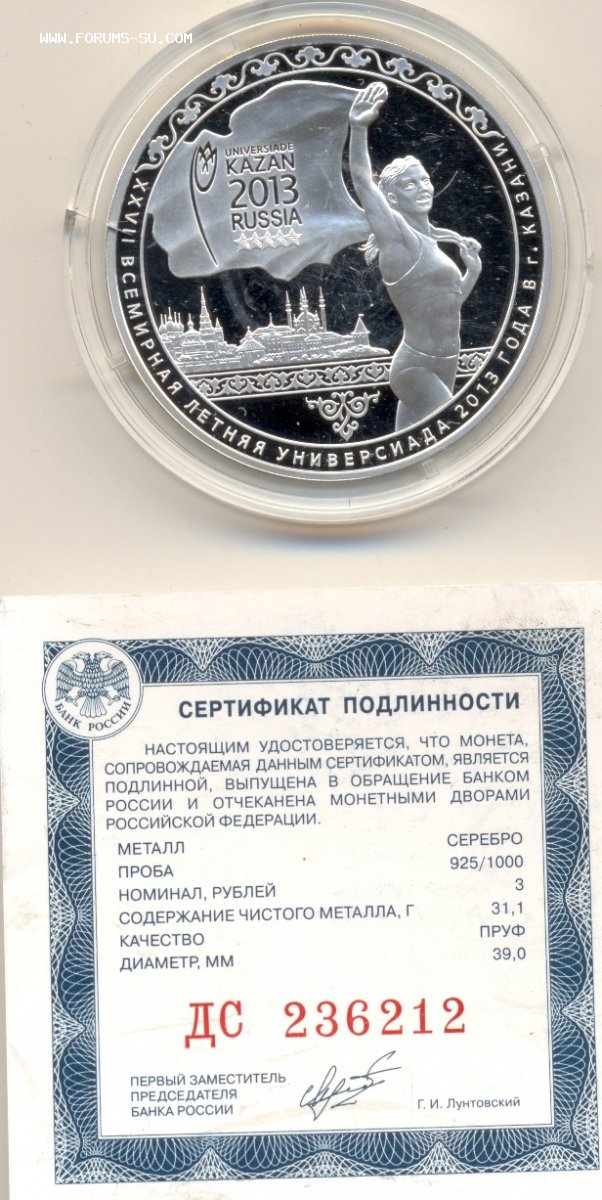 WWW.FORUMS-SU.COM
UNIVERSIADE
KAZAN
2013
RUSSIA
XXVII ВСЕМИРНАЯ ЛЕТНЯЯ УНИВЕРСИАДА 2013 ГОДА В Г. КАЗАНИ
БАНК РОССИИ
СЕРТИФИКАТ ПОДЛИННОСТИ
НАСТОЯЩИМ УДОСТОВЕРЯЕТСЯ, ЧТО МОНЕТА,
СОПРОВОЖДАЕМАЯ ДАННЫМ СЕРТИФИКАТОМ, ЯВЛЯЕТСЯ
ПОДЛИННОЙ, ВЫПУЩЕНА В ОБРАЩЕНИЕ БАНКОМ
РОССИИ И ОТЧЕКАНЕНА МОНЕТНЫМИ ДВОРАМИ
РОССИЙСКОЙ ФЕДЕРАЦИИ.
МЕТАЛЛ СЕРЕБРО
ПРОБА 925/1000
НОМИНАЛ, РУБЛЕЙ 3
СОДЕРЖАНИЕ ЧИСТОГО МЕТАЛЛА, Г 31,1
КАЧЕСТВО ПРУФ
ДИАМЕТР, ММ 39,0
ДС 236212
ПЕРВЫЙ ЗАМЕСТИТЕЛЬ
ПРЕДСЕДАТЕЛЯ
БАНКА РОССИИ Г. И. Лунтовский